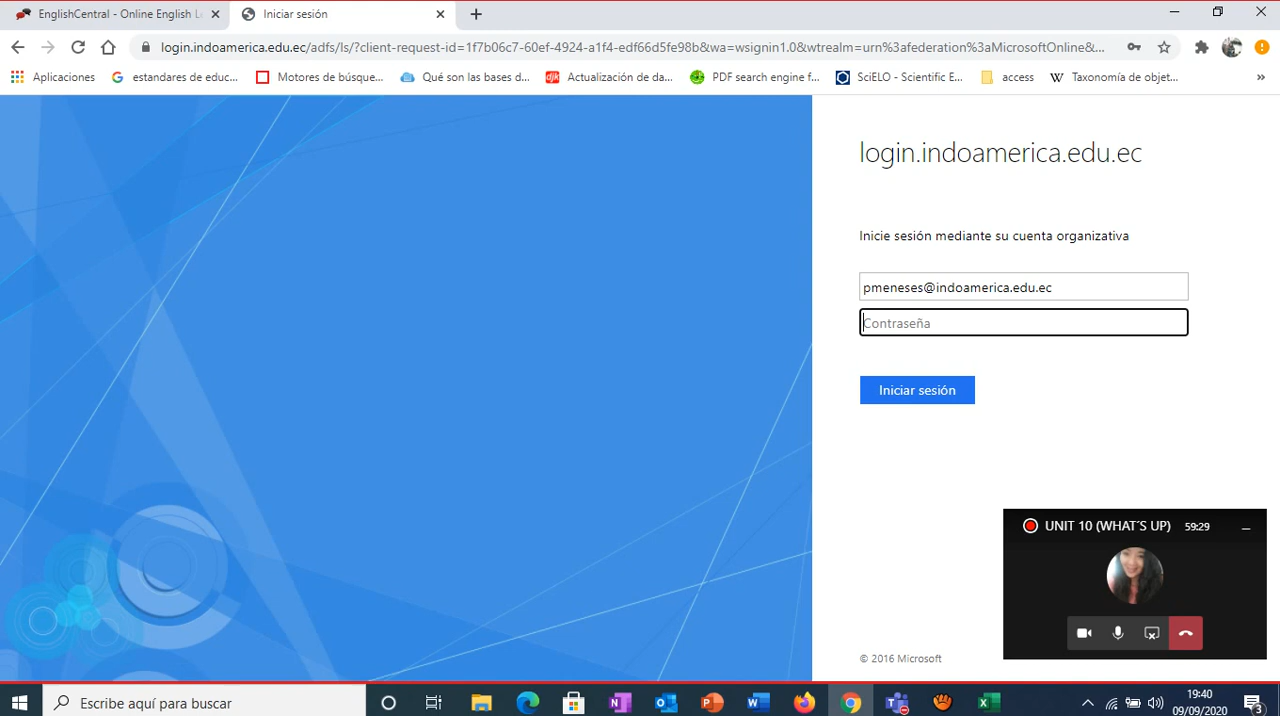 EnglishCentral - Online English L
Iniciar sesión
login.indoamerica.edu.ec/adfs/ls/?client-request-id=1f7b06c7-60ef-4924-a1f4-edf66d5fe98b&wa=wsignin1.0&wtrealm=urn%3afederation%3aMicrosoftOnline&...
Aplicaciones
estandares de educ...
Motores de búsque...
Que son las bases d...
Actualización de da...
PDF search engine f...
SciELO - Scientific E...
access
Taxonomía de objet...
login.indoamerica.edu.ec
Inicie sesión mediante su cuenta organizativa
pmeneses@indoamerica.edu.ec
Contraseña
Iniciar sesión
UNIT 10 (WHAT´S UP) 59:29
© 2016 Microsoft
Escribe aquí para buscar
19:40
09/09/2020
3